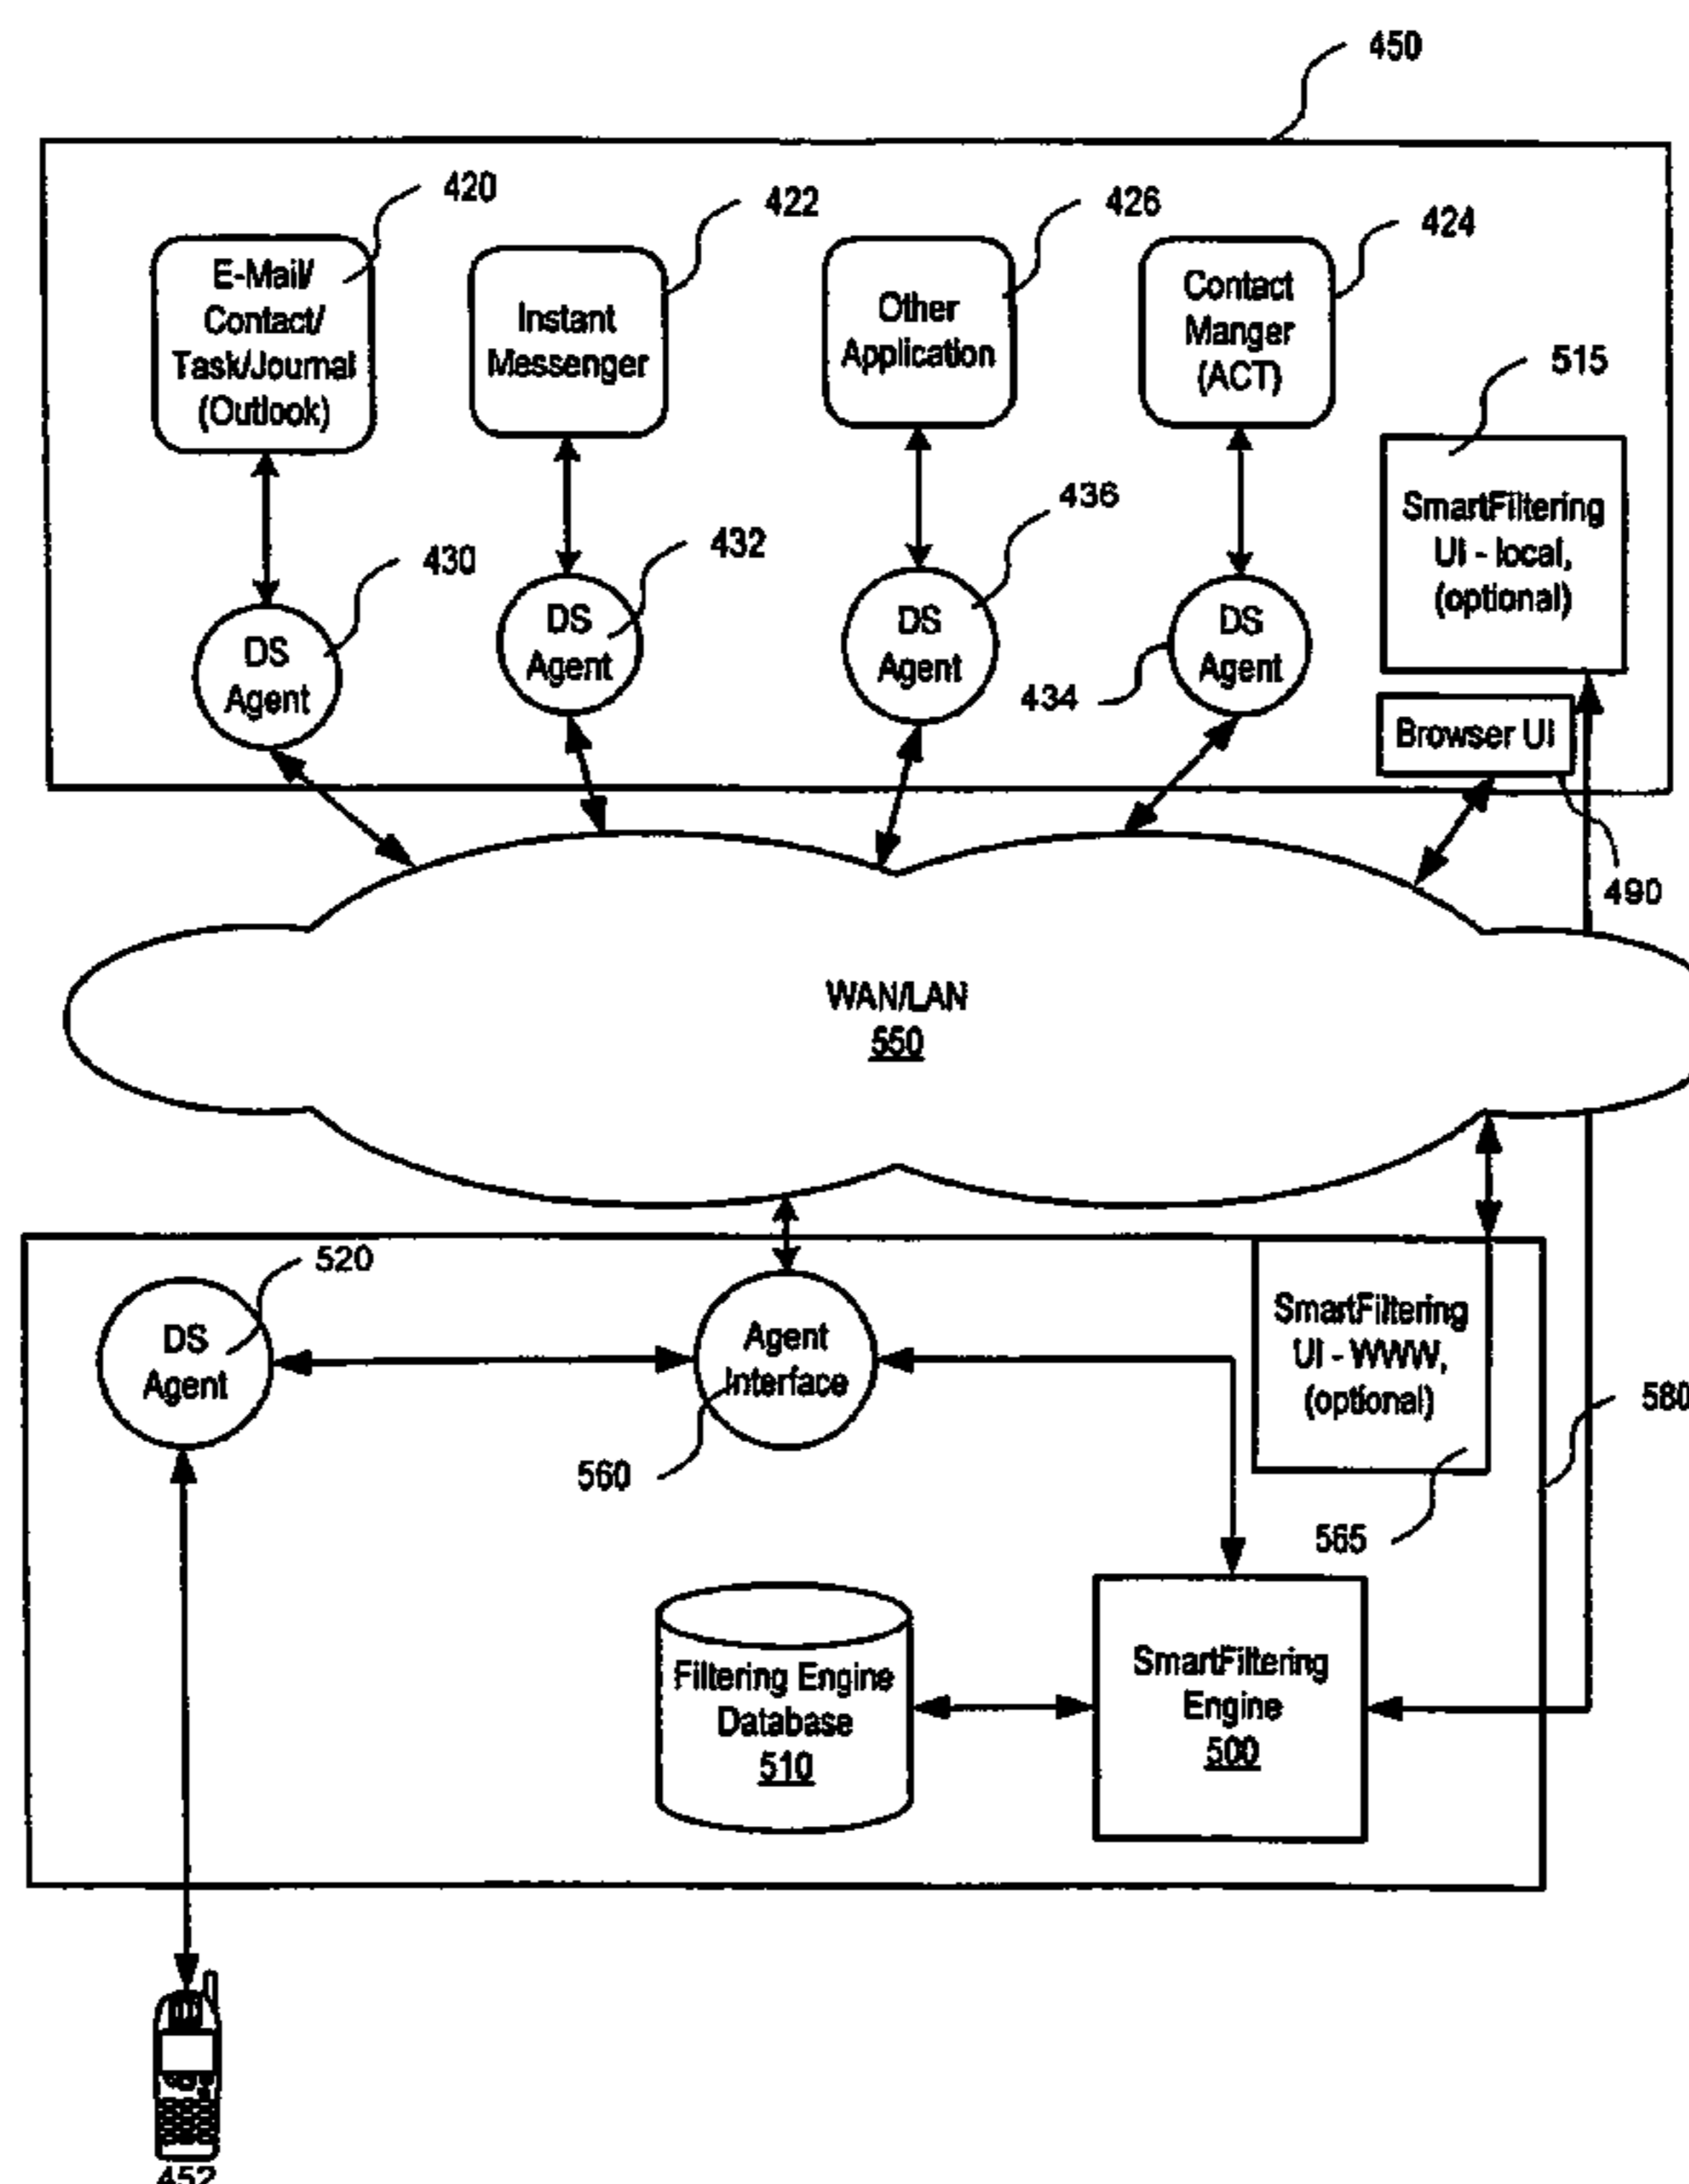 450
420
422
426
424
E-Mail/
Contact/
Task/Journal
(Outlook)
Instant
Messenger
Other
Application
Contact
Manger
(ACT)
515
SmartFiltering
UI - local,
(optional)
430
432
436
434
DS
Agent
DS
Agent
DS
Agent
DS
Agent
Browser UI
490
WAN/LAN
550
520
DS
Agent
Agent
Interface
560
SmartFiltering
UI - WWW,
(optional)
580
565
Filtering Engine
Database
510
SmartFiltering
Engine
500
452